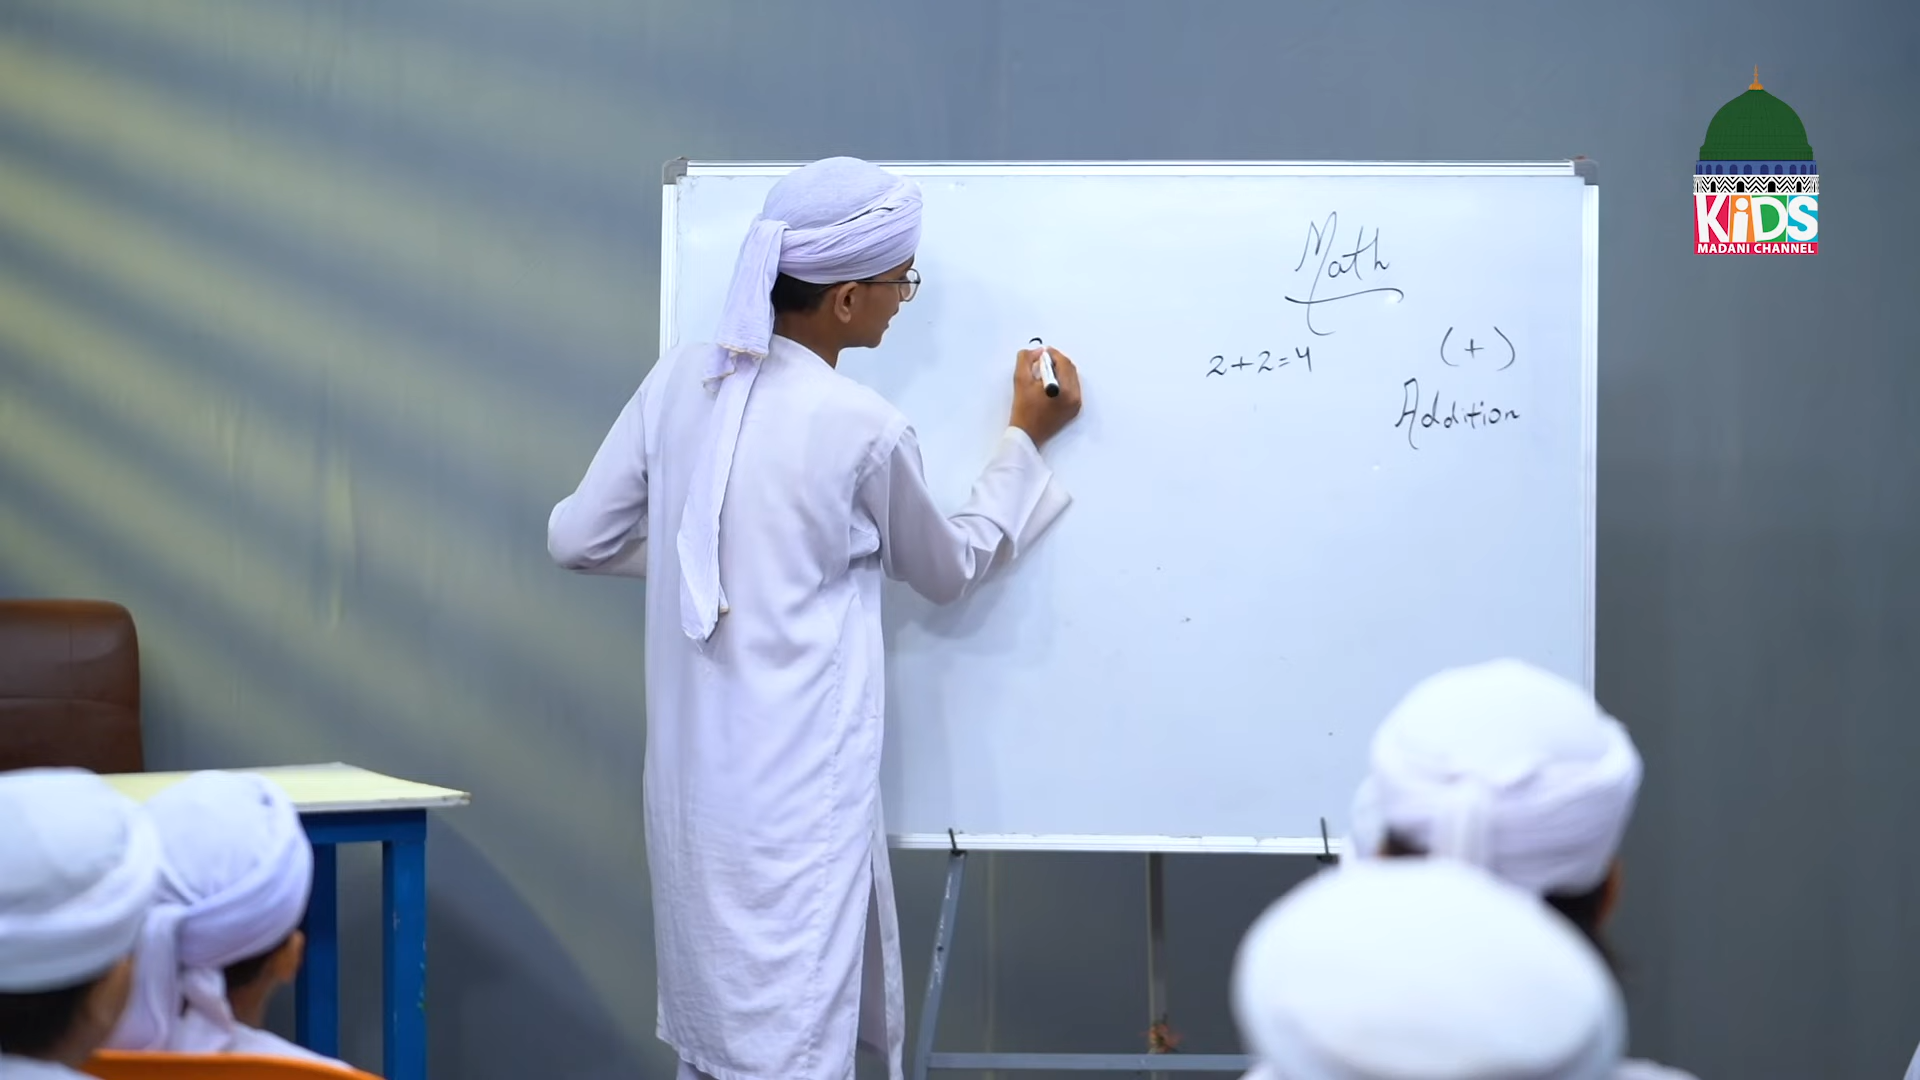 Math
2+2=4
(+)
Addition
KiDS
MADANI CHANNEL